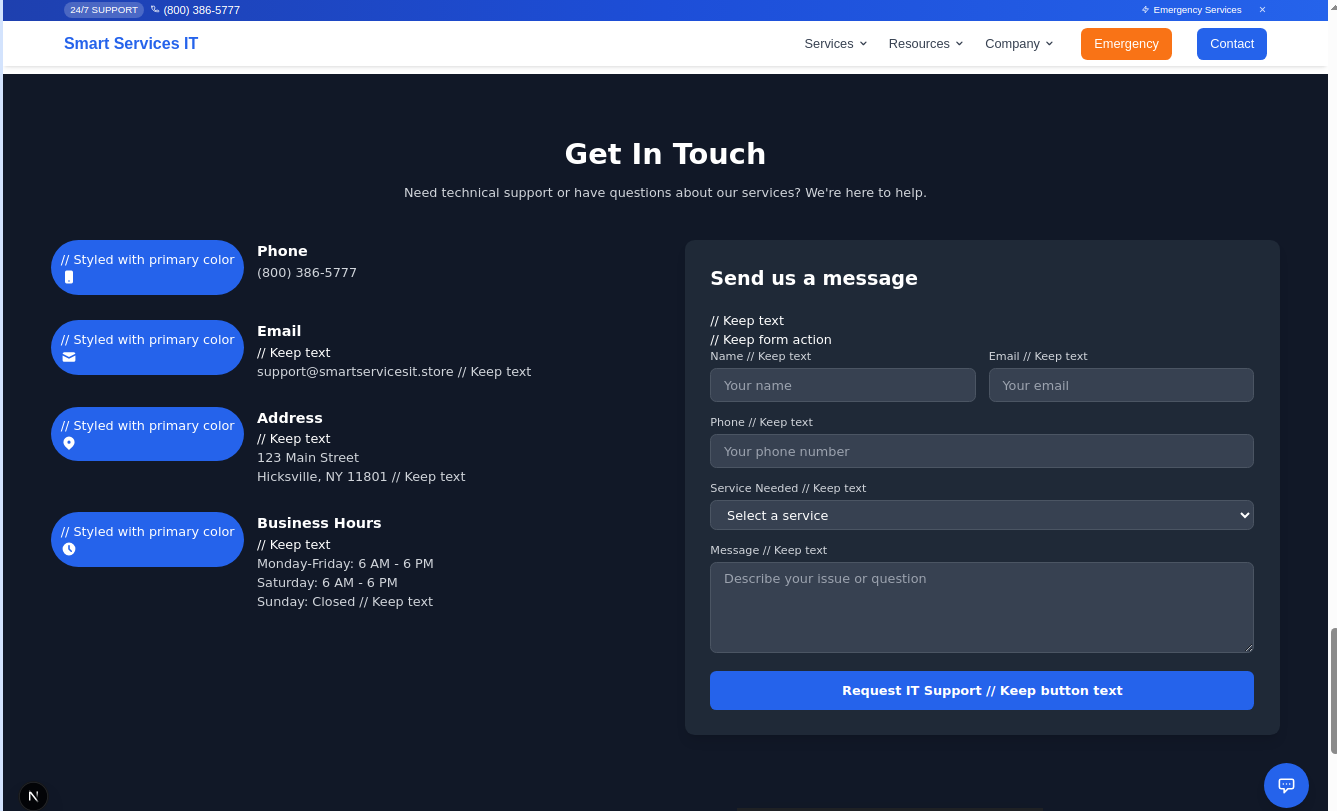 24/7 SUPPORT (800) 386-5777 Emergency Services ×
Smart Services IT Services Resources Company Emergency Contact
Get In Touch
Need technical support or have questions about our services? We're here to help.
// Styled with primary color
Phone
(800) 386-5777
// Styled with primary color
Email
// Keep text
support@smartservicesit.store // Keep text
// Styled with primary color
Address
// Keep text
123 Main Street
Hicksville, NY 11801 // Keep text
// Styled with primary color
Business Hours
// Keep text
Monday-Friday: 6 AM - 6 PM
Saturday: 6 AM - 6 PM
Sunday: Closed // Keep text
Send us a message
// Keep text
// Keep form action
Name // Keep text Email // Keep text
Your name Your email
Phone // Keep text
Your phone number
Service Needed // Keep text
Select a service
Message // Keep text
Describe your issue or question
Request IT Support // Keep button text
N